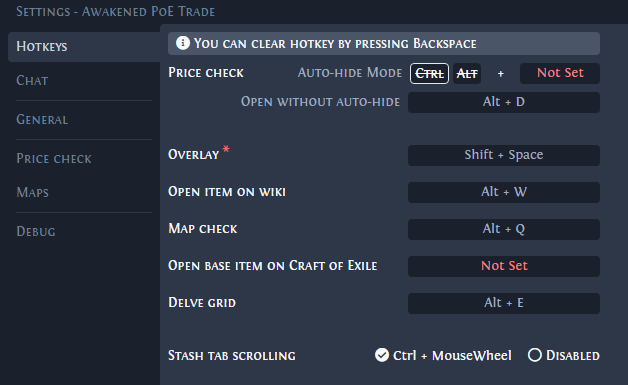 Settings - Awakened PoE Trade
Hotkeys
Chat
General
Price check
Maps
Debug
You can clear hotkey by pressing Backspace
Price check Auto-hide Mode Ctrl Alt + Not Set
Open without auto-hide Alt + D
Overlay * Shift + Space
Open item on wiki Alt + W
Map check Alt + Q
Open base item on Craft of Exile Not Set
Delve grid Alt + E
Stash tab scrolling Ctrl + MouseWheel Disabled